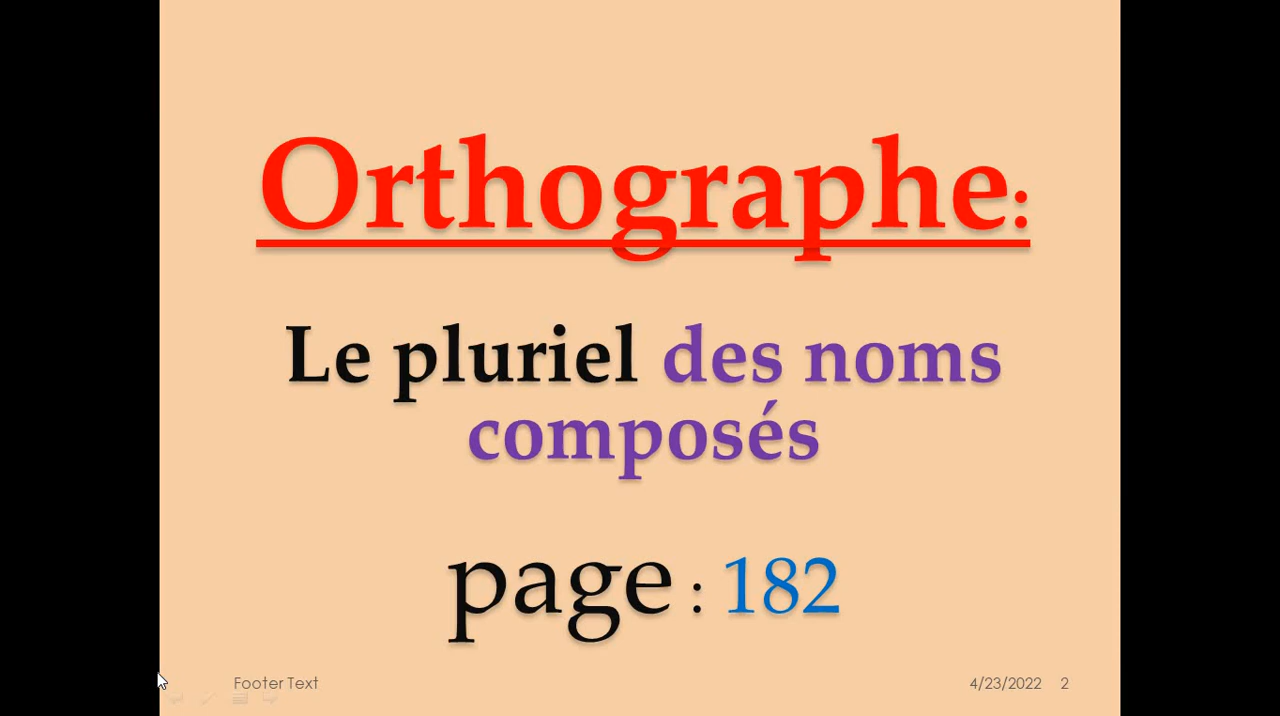 Orthographe:
Le pluriel des noms
composés
page : 182
Footer Text 4/23/2022 2